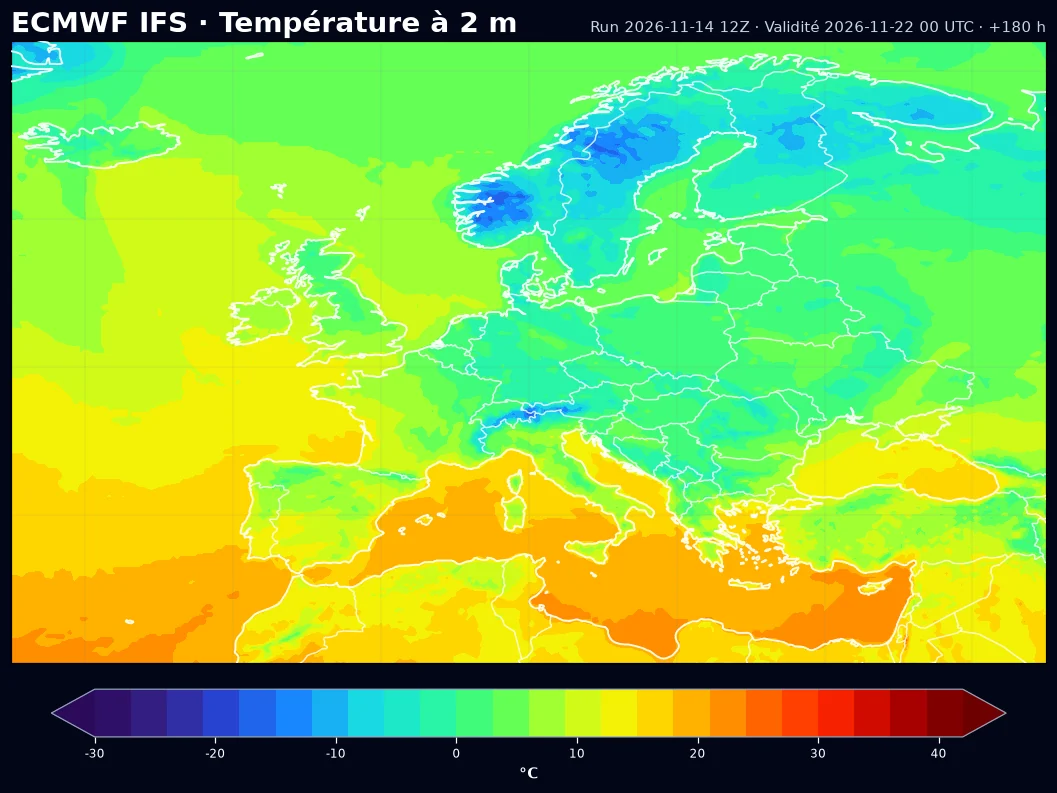 ECMWF IFS · Température à 2 m
Run 2026-11-14 12Z · Validité 2026-11-22 00 UTC · +180 h
-30 -20 -10 0 10 20 30 40
°C